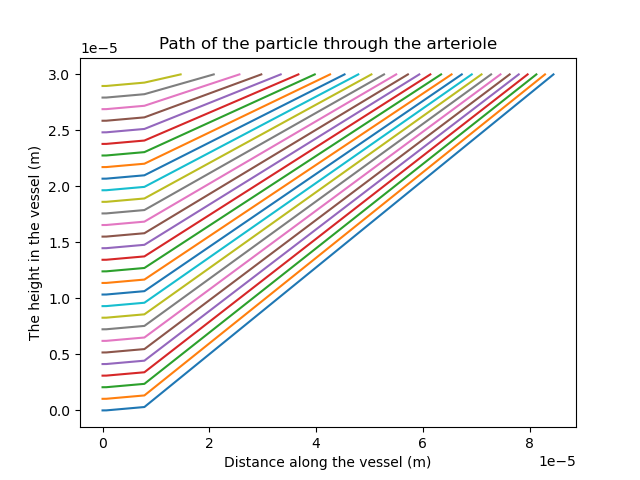 Path of the particle through the arteriole
1e−5
3.0
2.5
2.0
1.5
1.0
0.5
0.0
The height in the vessel (m)
0 2 4 6 8
1e−5
Distance along the vessel (m)